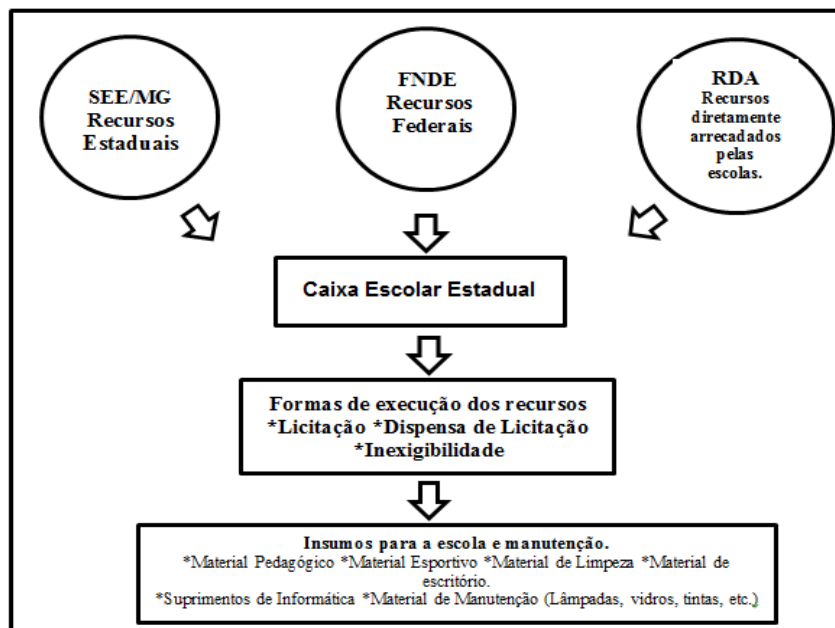 SEE/MG
Recursos
Estaduais
FNDE
Recursos
Federais
RDA
Recursos
diretamente
arrecadados
pelas
escolas.
Caixa Escolar Estadual
Formas de execução dos recursos
*Licitação *Dispensa de Licitação
*Inexigibilidade
Insumos para a escola e manutenção.
*Material Pedagógico *Material Esportivo *Material de Limpeza *Material de
escritório.
*Suprimentos de Informática *Material de Manutenção (Lâmpadas, vidros, tintas, etc.)